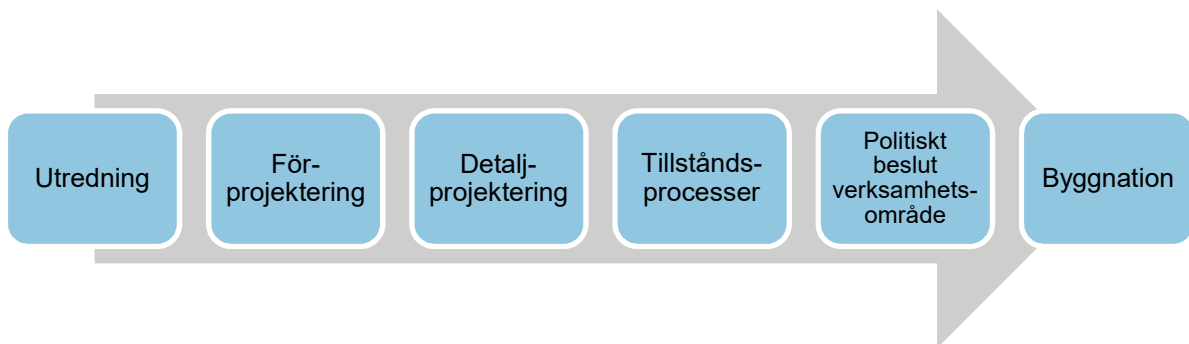 Utredning
För-
projektering
Detalj-
projektering
Tillstånds-
processer
Politiskt
beslut
verksamhets-
område
Byggnation